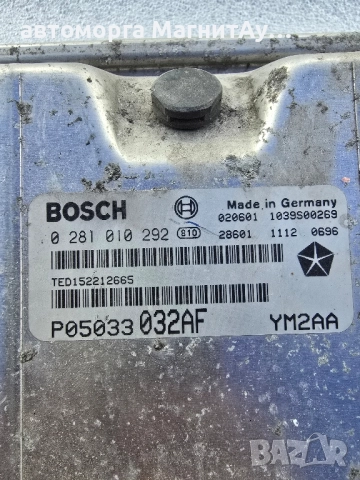 автоморга МагнитАу...
BOSCH
Made in Germany
020601 1039S00269
0 281 010 292 810 28601 1112 0696
TED152212665
P05033 032AF YM2AA
BAZAR